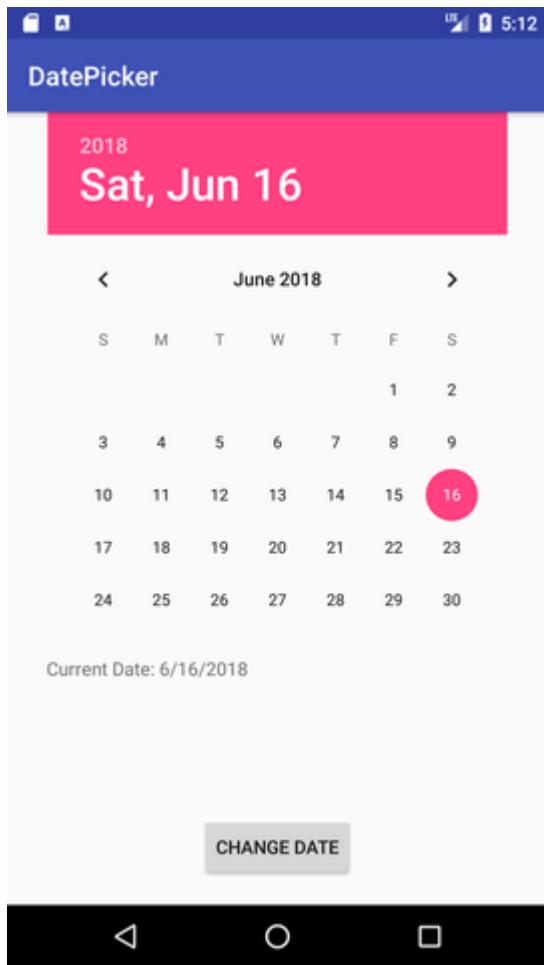 LTE 5:12
DatePicker
2018
Sat, Jun 16
June 2018
S M T W T F S
1 2
3 4 5 6 7 8 9
10 11 12 13 14 15 16
17 18 19 20 21 22 23
24 25 26 27 28 29 30
Current Date: 6/16/2018
CHANGE DATE